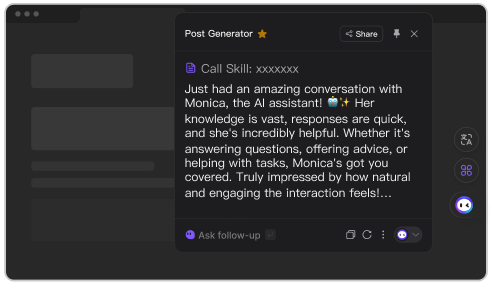 Post Generator
Share
Call Skill: xxxxxxx
Just had an amazing conversation with
Monica, the AI assistant! 🤖✨ Her
knowledge is vast, responses are quick,
and she's incredibly helpful. Whether it's
answering questions, offering advice, or
helping with tasks, Monica's got you
covered. Truly impressed by how natural
and engaging the interaction feels!...
Ask follow-up